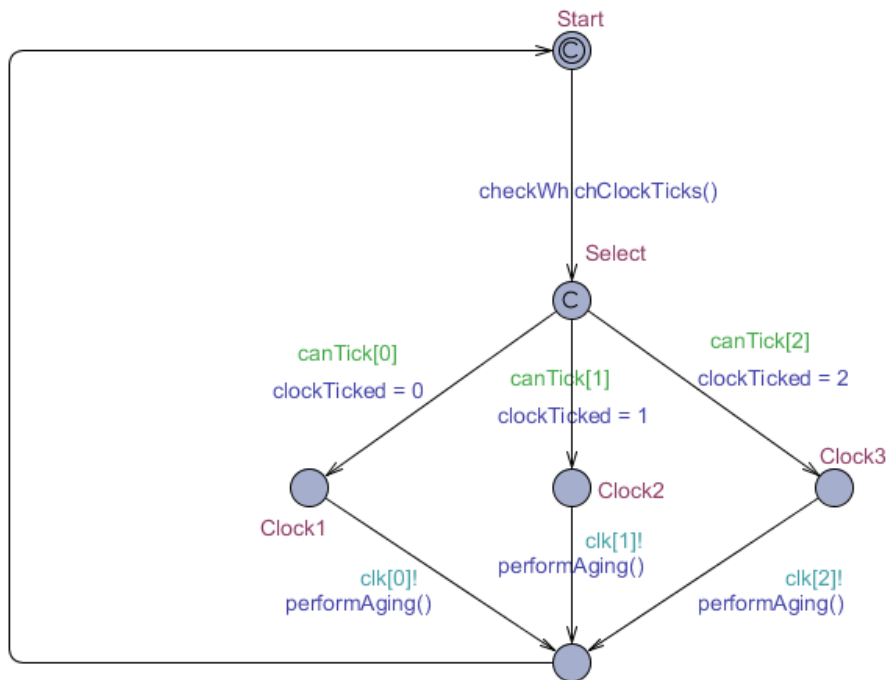 Start
C
checkWhichClockTicks()
Select
C
canTick[0]
clockTicked = 0
canTick[1]
clockTicked = 1
canTick[2]
clockTicked = 2
Clock1
Clock2
Clock3
clk[0]!
performAging()
clk[1]!
performAging()
clk[2]!
performAging()